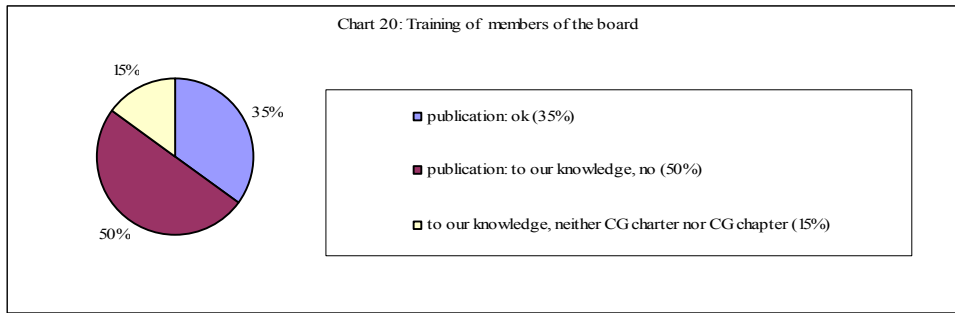 Chart 20: Training of members of the board
15%
35%
50%
publication: ok (35%)
publication: to our knowledge, no (50%)
to our knowledge, neither CG charter nor CG chapter (15%)